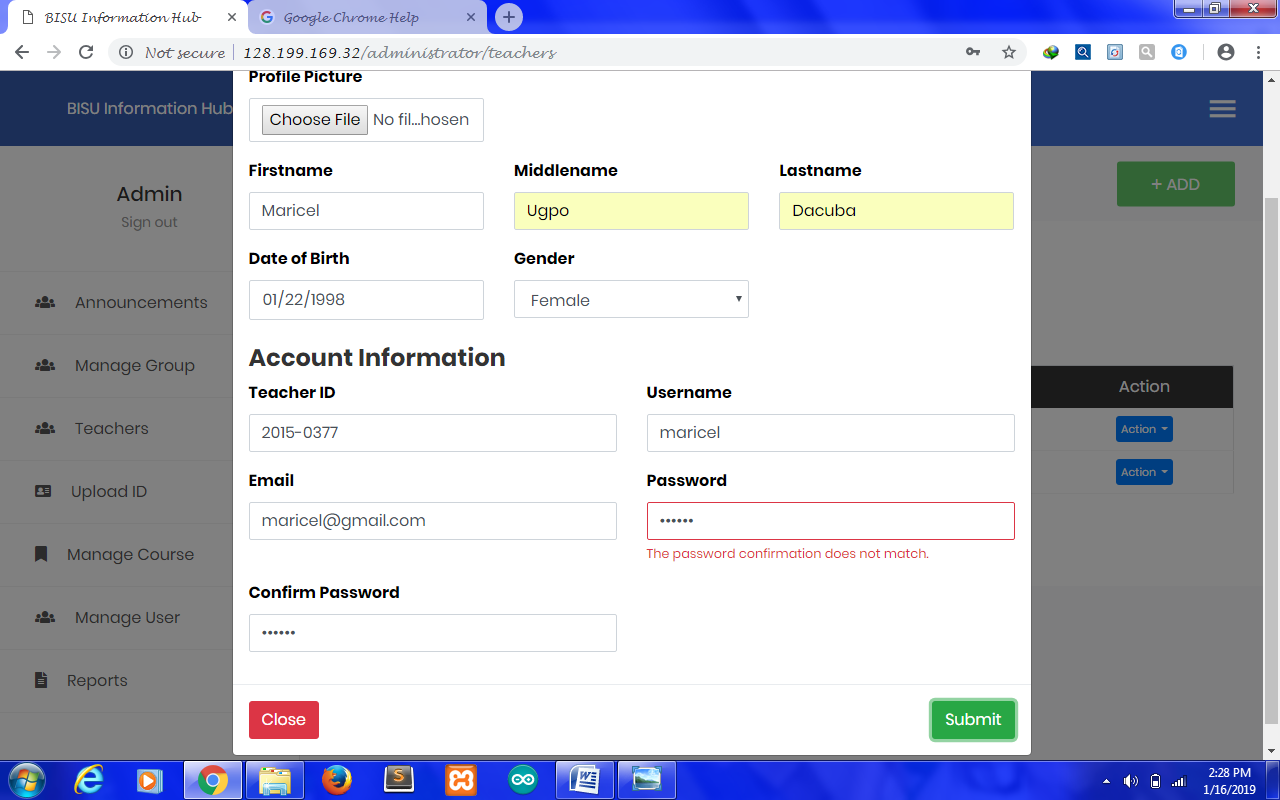 BISU Information Hub
Google Chrome Help
Not secure
128.199.169.32/administrator/teachers
BISU Information Hub
Admin
Sign out
Announcements
Manage Group
Teachers
Upload ID
Manage Course
Manage User
Reports
+ ADD
Action
Action
Action
Profile Picture
Choose File No fil...hosen
Firstname Middlename Lastname
Maricel Ugpo Dacuba
Date of Birth Gender
01/22/1998 Female
Account Information
Teacher ID Username
2015-0377 maricel
Email Password
maricel@gmail.com ••••••
The password confirmation does not match.
Confirm Password
••••••
Close Submit
2:28 PM
1/16/2019